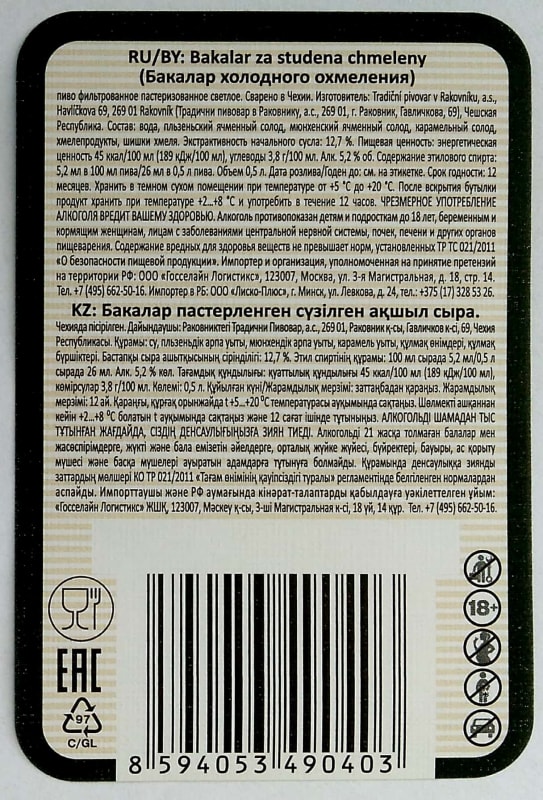 RU/BY: Bakalar za studena chmeleny
(Бакалар холодного охмеления)
пиво фильтрованное пастеризованное светлое. Сварено в Чехии. Изготовитель: Tradiční pivovar v Rakovníku, a.s.,
Havlíčkova 69, 269 01 Rakovník (Традични пивовар в Раковнику, а.с., 269 01, г. Раковник, Гавличкова, 69), Чешская
Республика. Состав: вода, пльзеньский ячменный солод, мюнхенский ячменный солод, карамельный солод,
хмелепродукты, шишки хмеля. Экстрактивность начального сусла: 12,7 %. Пищевая ценность: энергетическая
ценность 45 ккал/100 мл (189 кДж/100 мл), углеводы 3,8 г/100 мл. Алк. 5,2% об. Содержание этилового спирта:
5,2 мл в 100 мл пива/26 мл в 0,5 л пива. Объем 0,5 л. Дата розлива/Годен до: см. на этикетке. Срок годности: 12
месяцев. Хранить в темном сухом помещении при температуре от +5 °C до +20 °C. После вскрытия бутылки
продукт хранить при температуре +2...+8 °C и употребить в течение 12 часов. ЧРЕЗМЕРНОЕ УПОТРЕБЛЕНИЕ
АЛКОГОЛЯ ВРЕДИТ ВАШЕМУ ЗДОРОВЬЮ. Алкоголь противопоказан детям и подросткам до 18 лет, беременным и
кормящим женщинам, лицам с заболеваниями центральной нервной системы, почек, печени и других органов
пищеварения. Содержание вредных для здоровья веществ не превышает норм, установленных ТР ТС 021/2011
«О безопасности пищевой продукции». Импортер и организация, уполномоченная на принятие претензий
на территории РФ: ООО «Госселайн Логистикс», 123007, Москва, ул. 3-я Магистральная, д. 18, стр. 14.
Тел. +7 (495) 662-50-16. Импортер в РБ: ООО «Лиско-Плюс», г. Минск, ул. Левкова, д. 24, тел.: +375 (17) 328 53 26.
KZ: Бакалар пастерленген сүзілген ақшыл сыра.
Чехияда пісірілген. Дайындаушы: Раковниктегі Традични Пивовар, а.с., 269 01, Раковник қ-сы, Гавличков к-сі, 69, Чехия
Республикасы. Құрамы: су, пльзеньдік арпа уыты, мюнхендік арпа уыты, карамель уыты, құлмақ өнімдері, құлмақ
бүршіктері. Бастапқы сыра ашытқысының сіріңділігі: 12,7 %. Этил спиртінің құрамы: 100 мл сырада 5,2 мл/0,5 л
сырада 26 мл. Алк. 5,2 % көл. Тағамдық құндылығы: қуаттылық құндылығы 45 ккал/100 мл (189 кДж/100 мл),
көмірсулар 3,8 г/100 мл. Көлемі: 0,5 л. Құйылған күні/Жарамдылық мерзімі: заттаңбадан қараңыз. Жарамдылық
мерзімі: 12 ай. Қараңғы, құрғақ орынжайда t +5...+20 °C температурасы ауқымында сақтаңыз. Шөлмекті ашқаннан
кейін +2...+8 °C болатын t ауқымында сақтаңыз және 12 сағат ішінде тұтыныңыз. АЛКОГОЛЬДІ ШАМАДАН ТЫС
ТҰТЫНҒАН ЖАҒДАЙДА, СІЗДІҢ ДЕНСАУЛЫҒЫҢЫЗҒА ЗИЯН ТИЕДІ. Алкогольді 21 жасқа толмаған балалар мен
жасөспірімдерге, жүкті және бала емізетін әйелдерге, орталық жүйке жүйесі, бүйректері, бауыры, ас қорыту
мүшесі және басқа мүшелері ауыратын адамдарға тұтынуға болмайды. Құрамында денсаулыққа зиянды
заттардың мөлшері КО ТР 021/2011 «Тағам өнімінің қауіпсіздігі туралы» регламентінде белгіленген нормалардан
аспайды. Импорттаушы және РФ аумағында кінәрат-талаптарды қабылдауға уәкілеттелген ұйым:
«Госселайн Логистикс» ЖШҚ, 123007, Мәскеу қ-сы, 3-ші Магистральная к-сі, 18 үй, 14 құр. Тел. +7 (495) 662-50-16.
18+
EAC
97
C/GL
8 594053 490403